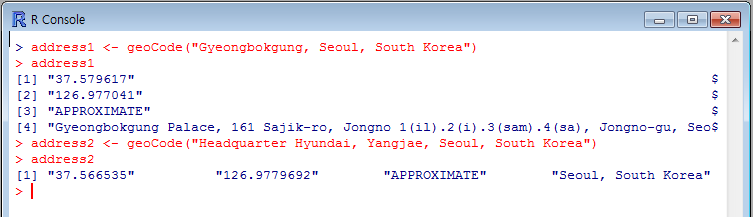 R Console
> address1 <- geoCode("Gyeongbokgung, Seoul, South Korea")
> address1
[1] "37.579617" $
[2] "126.977041" $
[3] "APPROXIMATE" $
[4] "Gyeongbokgung Palace, 161 Sajik-ro, Jongno 1(il).2(i).3(sam).4(sa), Jongno-gu, Seo$
> address2 <- geoCode("Headquarter Hyundai, Yangjae, Seoul, South Korea")
> address2
[1] "37.566535" "126.9779692" "APPROXIMATE" "Seoul, South Korea"
>